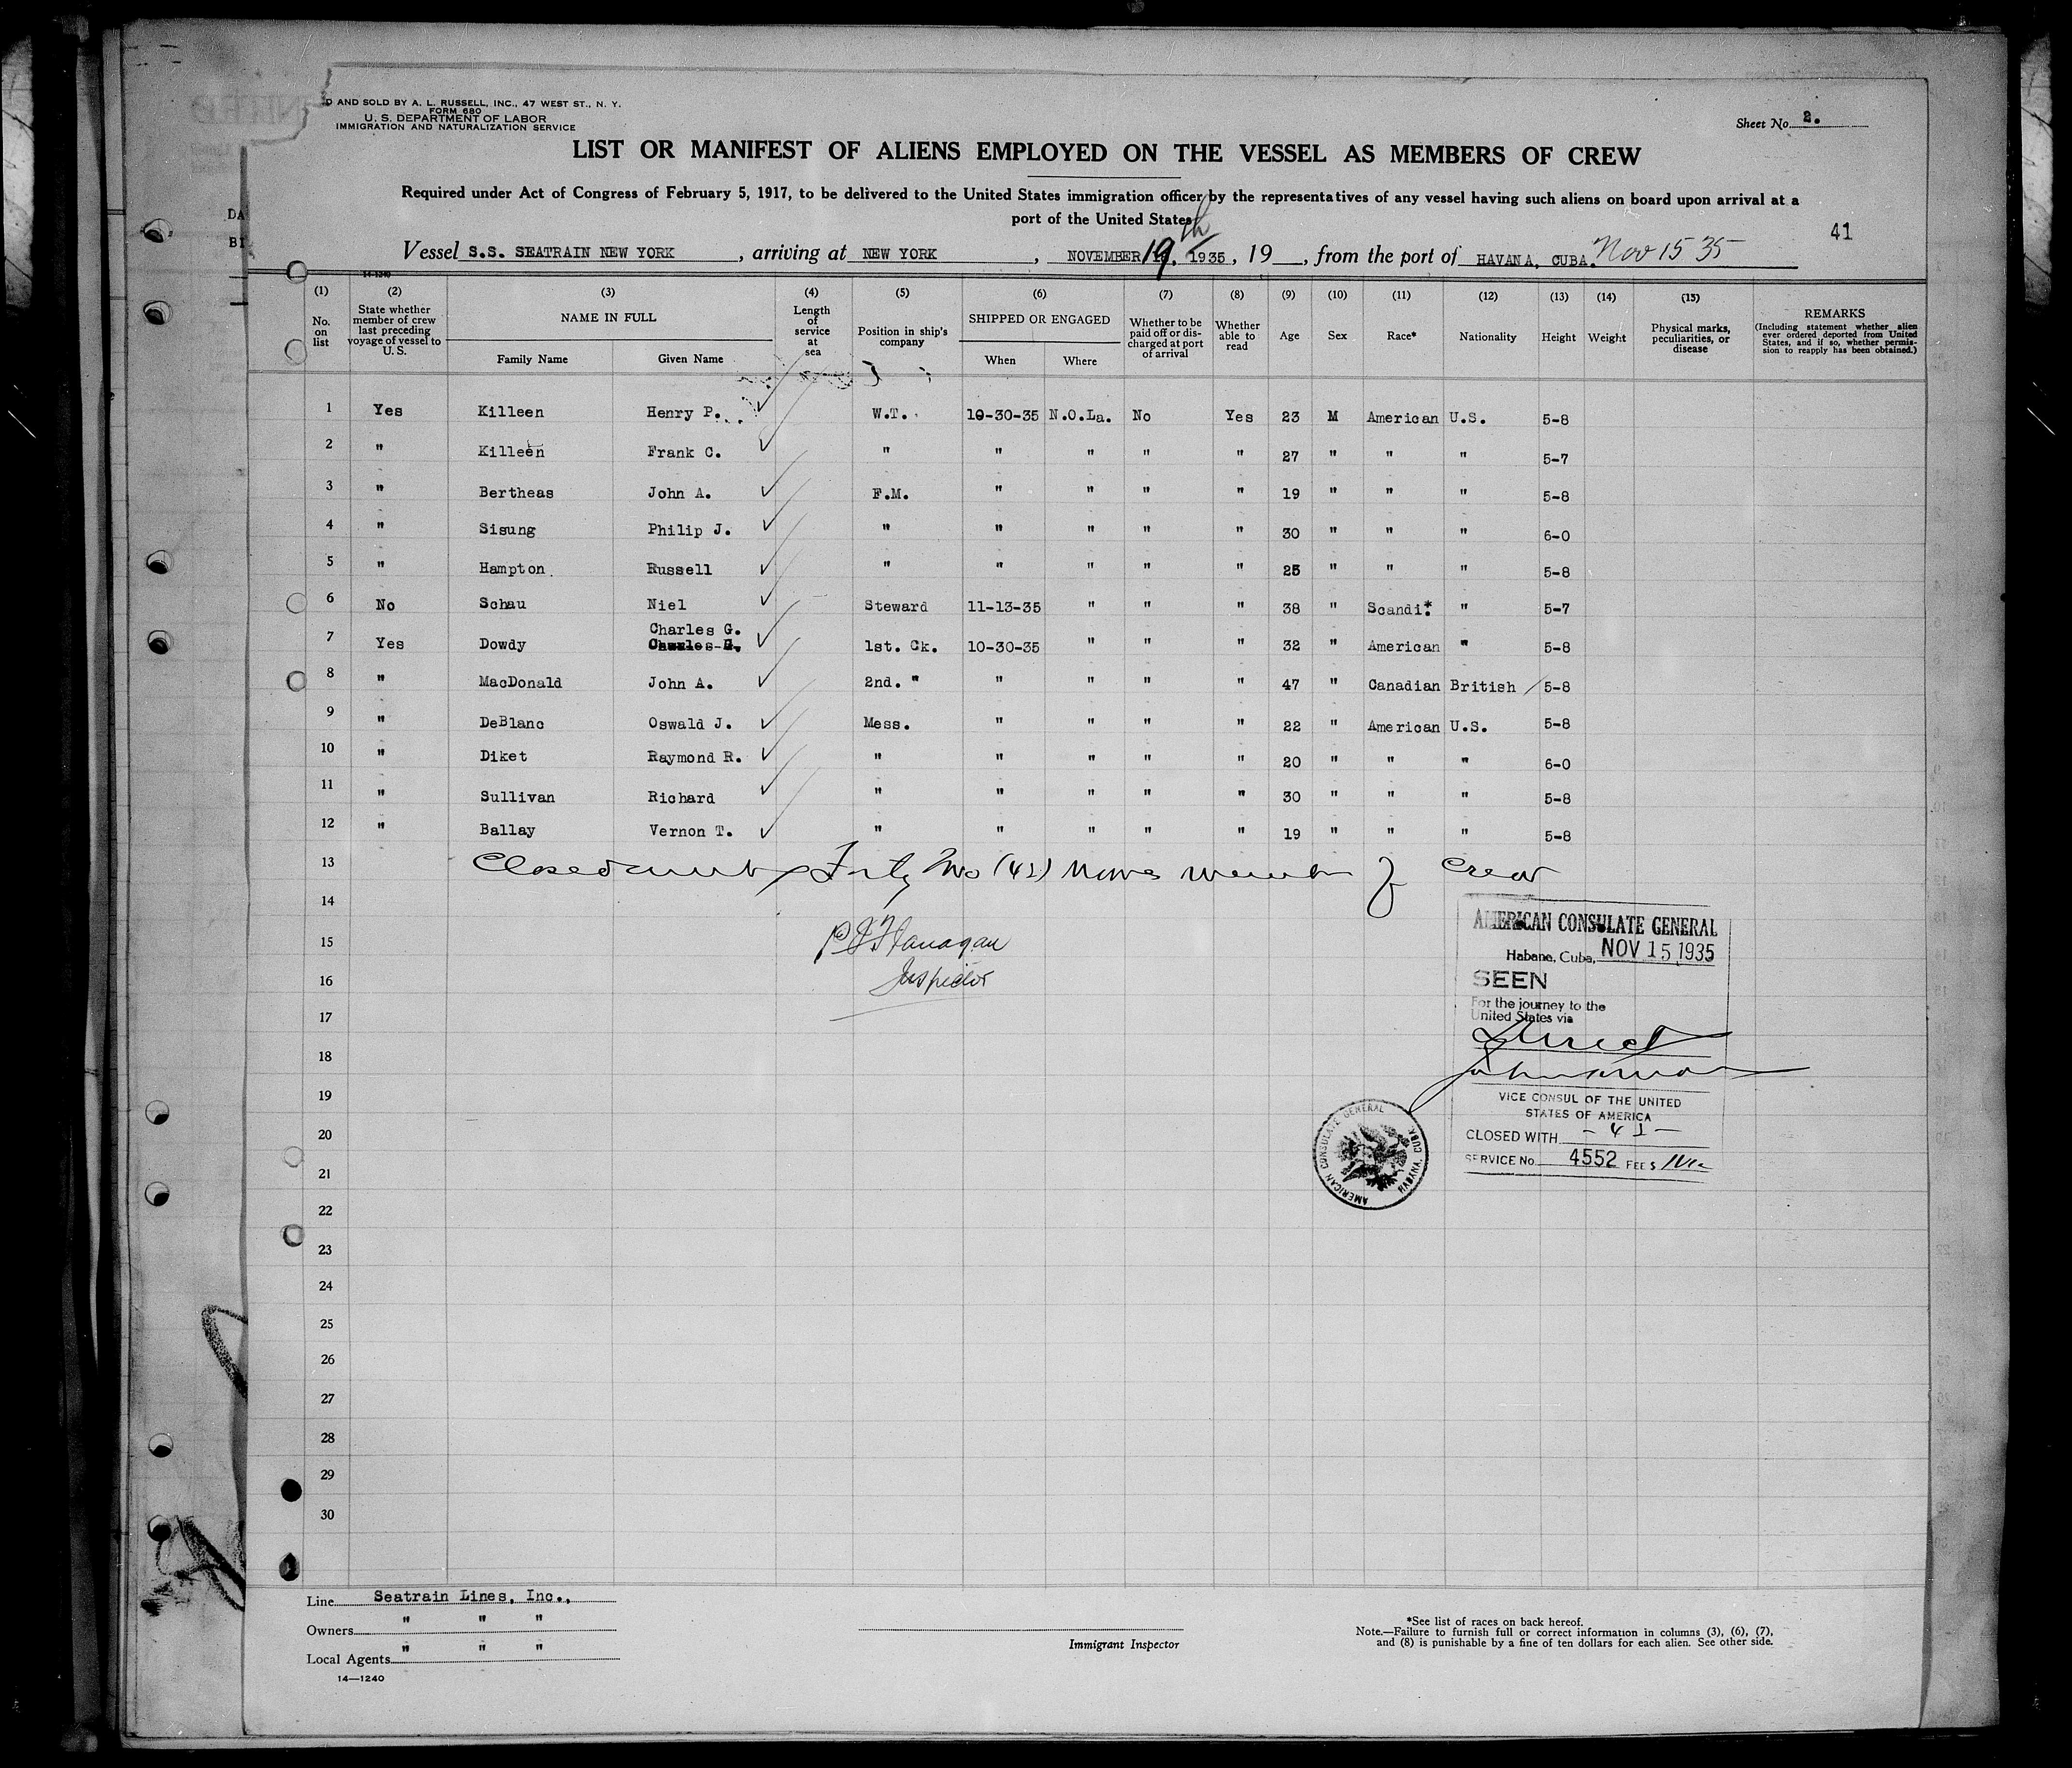 D AND SOLD BY A. L. RUSSELL, INC., 47 WEST ST., N. Y.
FORM 680
U. S. DEPARTMENT OF LABOR
IMMIGRATION AND NATURALIZATION SERVICE
Sheet No. 2.
LIST OR MANIFEST OF ALIENS EMPLOYED ON THE VESSEL AS MEMBERS OF CREW
Required under Act of Congress of February 5, 1917, to be delivered to the United States immigration officer by the representatives of any vessel having such aliens on board upon arrival at a
port of the United States
41
Vessel S.S. SEATRAIN NEW YORK, arriving at NEW YORK, NOVEMBER 19th, 1935, 19__, from the port of HAVANA, CUBA. Nov 15 35
14-1240
(1) (2) (3) (4) (5) (6) (7) (8) (9) (10) (11) (12) (13) (14) (15)
No. on list
State whether member of crew last preceding voyage of vessel to U. S.
NAME IN FULL
Family Name Given Name
Length of service at sea
Position in ship's company
SHIPPED OR ENGAGED
When Where
Whether to be paid off or discharged at port of arrival
Whether able to read
Age Sex Race* Nationality Height Weight
Physical marks, peculiarities, or disease
REMARKS
(Including statement whether alien ever ordered deported from United States, and if so, whether permission to reapply has been obtained.)
1 Yes Killeen Henry P. W.T. 10-30-35 N.O.La. No Yes 23 M American U.S. 5-8
2 " Killeen Frank C. " " " " " 27 " " " 5-7
3 " Bertheas John A. F.M. " " " " 19 " " " 5-8
4 " Sisung Philip J. " " " " " 30 " " " 6-0
5 " Hampton Russell " " " " " 25 " " " 5-8
6 No Schau Niel Steward 11-13-35 " " " 38 " Scandi.* " 5-7
Charles G.
7 Yes Dowdy Charles G. 1st. Ck. 10-30-35 " " " 32 " American " 5-8
8 " MacDonald John A. 2nd. " " " " " 47 " Canadian British 5-8
9 " DeBlanc Oswald J. Mess. " " " " 22 " American U.S. 5-8
10 " Diket Raymond R. " " " " " 20 " " " 6-0
11 " Sullivan Richard " " " " " 30 " " " 5-8
12 " Ballay Vernon T. " " " " " 19 " " " 5-8
13 Closed Forty Two (42) crew
14
AMERICAN CONSULATE GENERAL
15 P J Flanagan
Habana, Cuba, NOV 15 1935
16 Inspector
SEEN
For the journey to the
17
United States via
Direct
18
19
VICE CONSUL OF THE UNITED
STATES OF AMERICA
20
CLOSED WITH - 41 -
SERVICE No. 4552 FEE $
AMERICAN CONSULATE GENERAL HABANA, CUBA.
21
22
23
24
25
26
27
28
29
30
Line Seatrain Lines, Inc.,
Owners " " "
Local Agents " " "
14—1240
Immigrant Inspector
*See list of races on back hereof.
Note.—Failure to furnish full or correct information in columns (3), (6), (7),
and (8) is punishable by a fine of ten dollars for each alien. See other side.